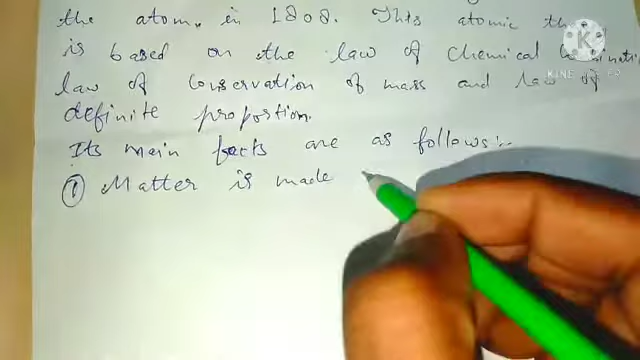 the atom, in 1808. This atomic
is based on the law of chemical
law of conservation of mass and law of
definite proportion.
Its main facts are as follows:-
① Matter is made
KINE